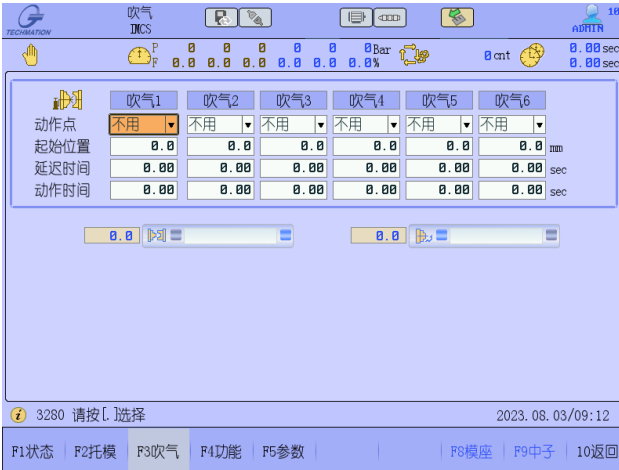 TECHMATION
吹气
IMCS
10
ADMIN
P 0 0 0 0 0 0Bar
F 0.0 0.0 0.0 0.0 0.0 0.0%
0cnt
0.00sec
0.00sec
吹气1 吹气2 吹气3 吹气4 吹气5 吹气6
动作点 不用 不用 不用 不用 不用 不用
起始位置 0.0 0.0 0.0 0.0 0.0 0.0 mm
延迟时间 0.00 0.00 0.00 0.00 0.00 0.00 sec
动作时间 0.00 0.00 0.00 0.00 0.00 0.00 sec
0.0 0.0
3280 请按[.]选择 2023.08.03/09:12
F1状态 F2托模 F3吹气 F4功能 F5参数 F8模座 F9中子 10返回